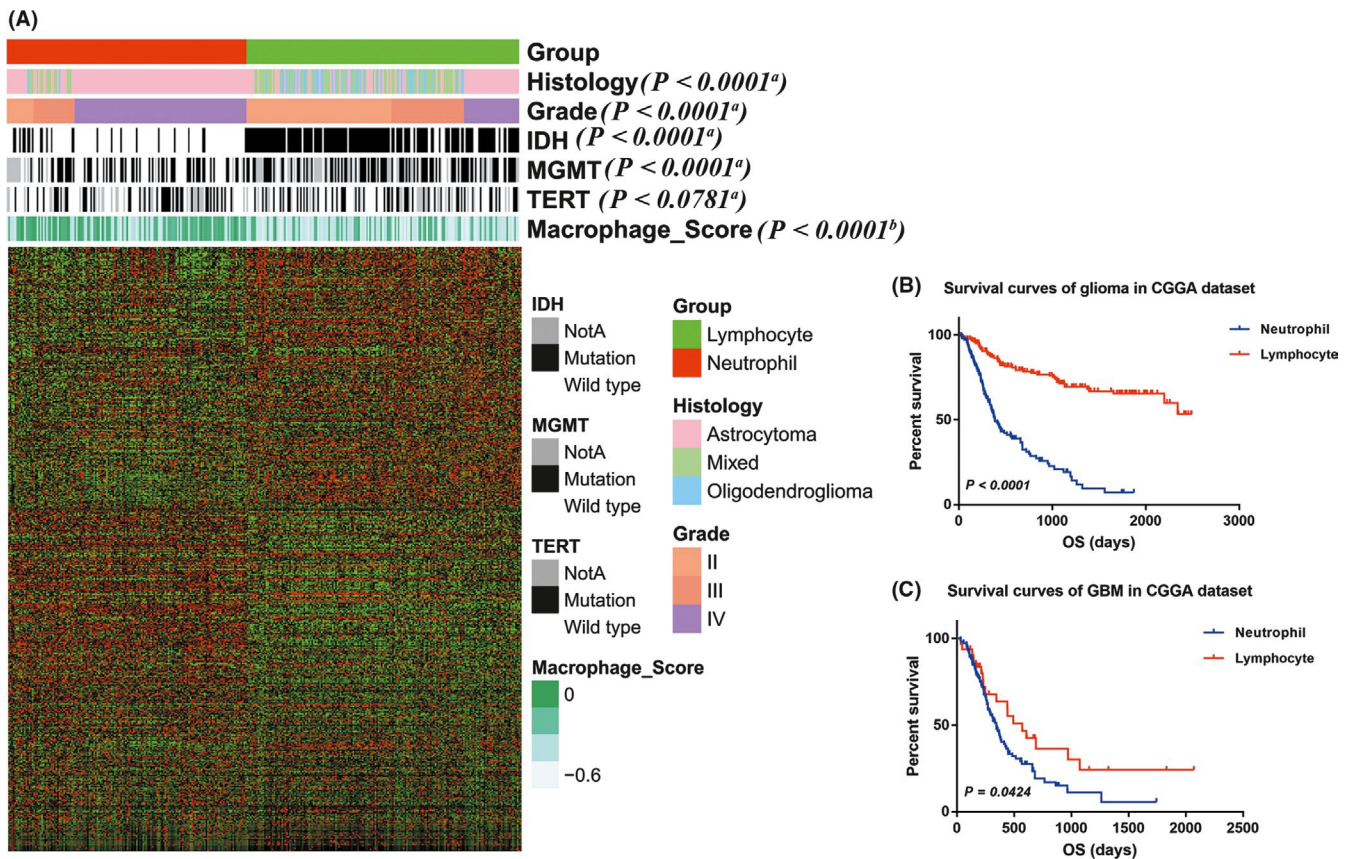 (A)
Group
Histology (P < 0.0001ᵃ)
Grade (P < 0.0001ᵃ)
IDH (P < 0.0001ᵃ)
MGMT (P < 0.0001ᵃ)
TERT (P < 0.0781ᵃ)
Macrophage_Score (P < 0.0001ᵇ)
IDH
NotA
Mutation
Wild type
MGMT
NotA
Mutation
Wild type
TERT
NotA
Mutation
Wild type
Macrophage_Score
0
−0.6
Group
Lymphocyte
Neutrophil
Histology
Astrocytoma
Mixed
Oligodendroglioma
Grade
II
III
IV
(B) Survival curves of glioma in CGGA dataset
Neutrophil
Lymphocyte
Percent survival
100
50
0
P < 0.0001
0 1000 2000 3000
OS (days)
(C) Survival curves of GBM in CGGA dataset
Neutrophil
Lymphocyte
Percent survival
100
50
0
P = 0.0424
0 500 1000 1500 2000 2500
OS (days)